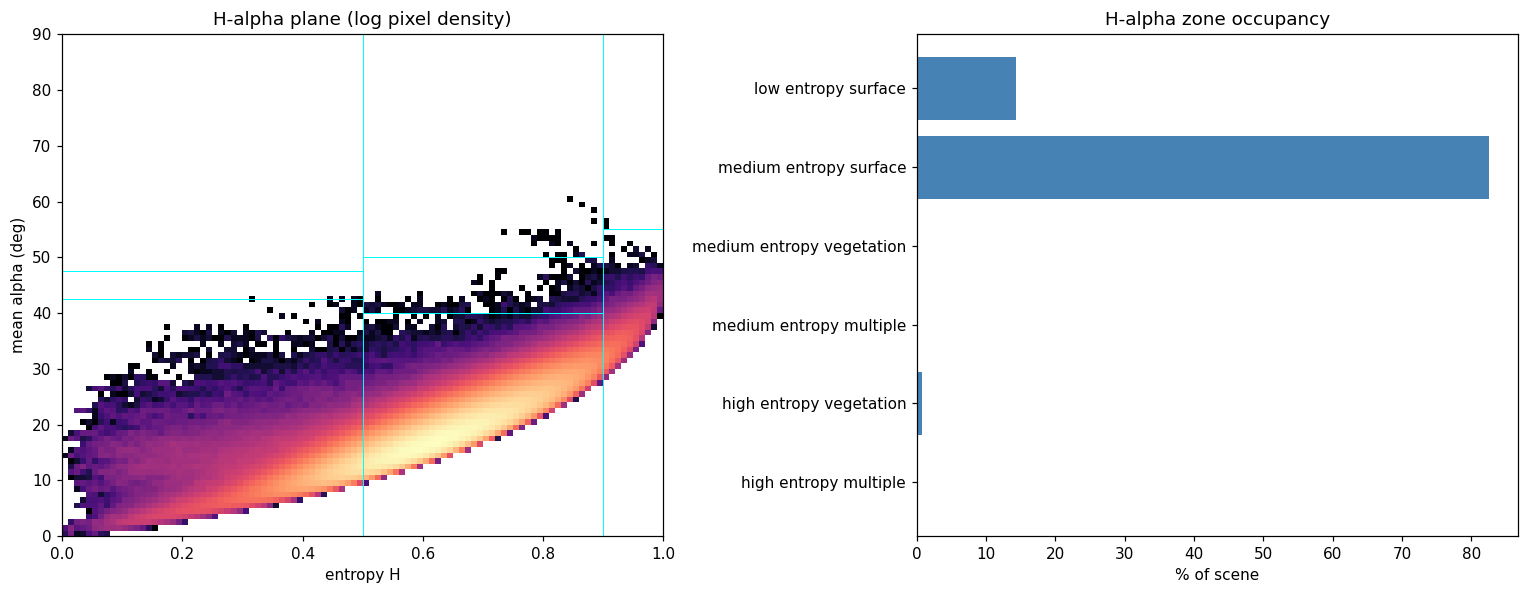 H-alpha plane (log pixel density)
90
80
70
60
50
40
30
20
10
0
mean alpha (deg)
0.0 0.2 0.4 0.6 0.8 1.0
entropy H
H-alpha zone occupancy
low entropy surface
medium entropy surface
medium entropy vegetation
medium entropy multiple
high entropy vegetation
high entropy multiple
0 10 20 30 40 50 60 70 80
% of scene